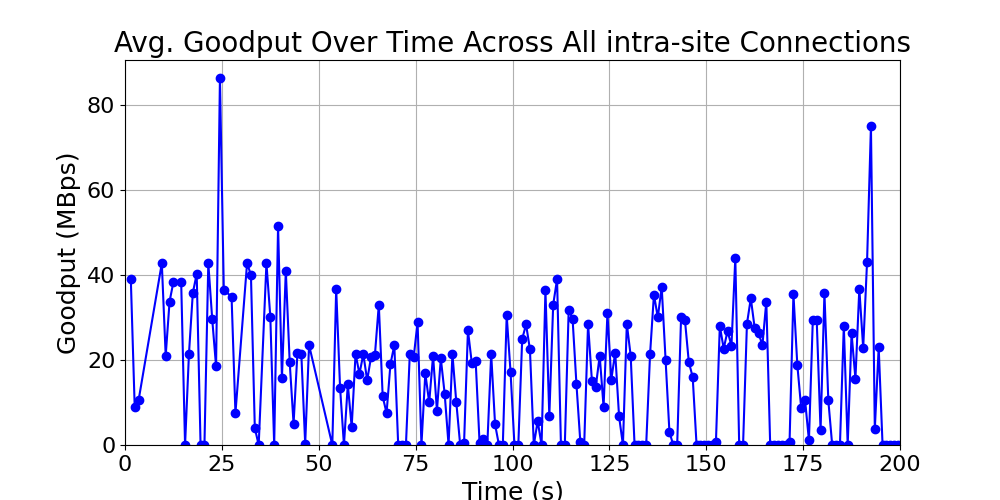 Avg. Goodput Over Time Across All intra-site Connections
Goodput (MBps)
80
60
40
20
0
0 25 50 75 100 125 150 175 200
Time (s)